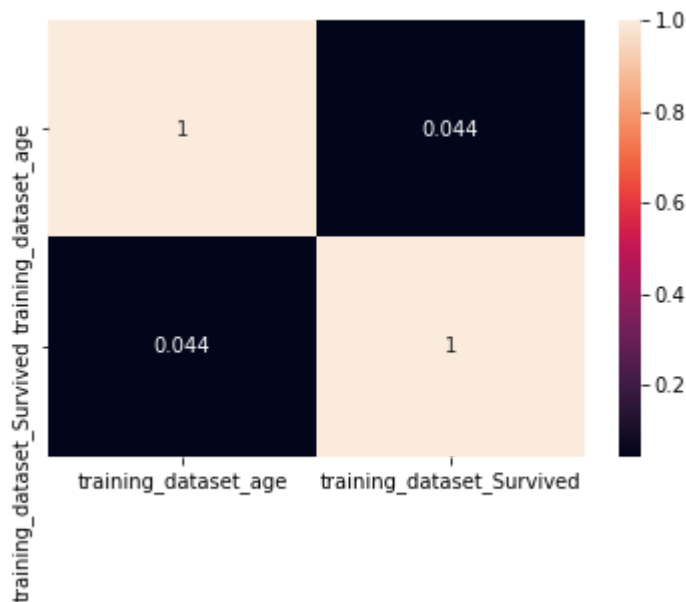 training_dataset_age
1
0.044
training_dataset_Survived
0.044
1
training_dataset_age
training_dataset_Survived
1.0
0.8
0.6
0.4
0.2